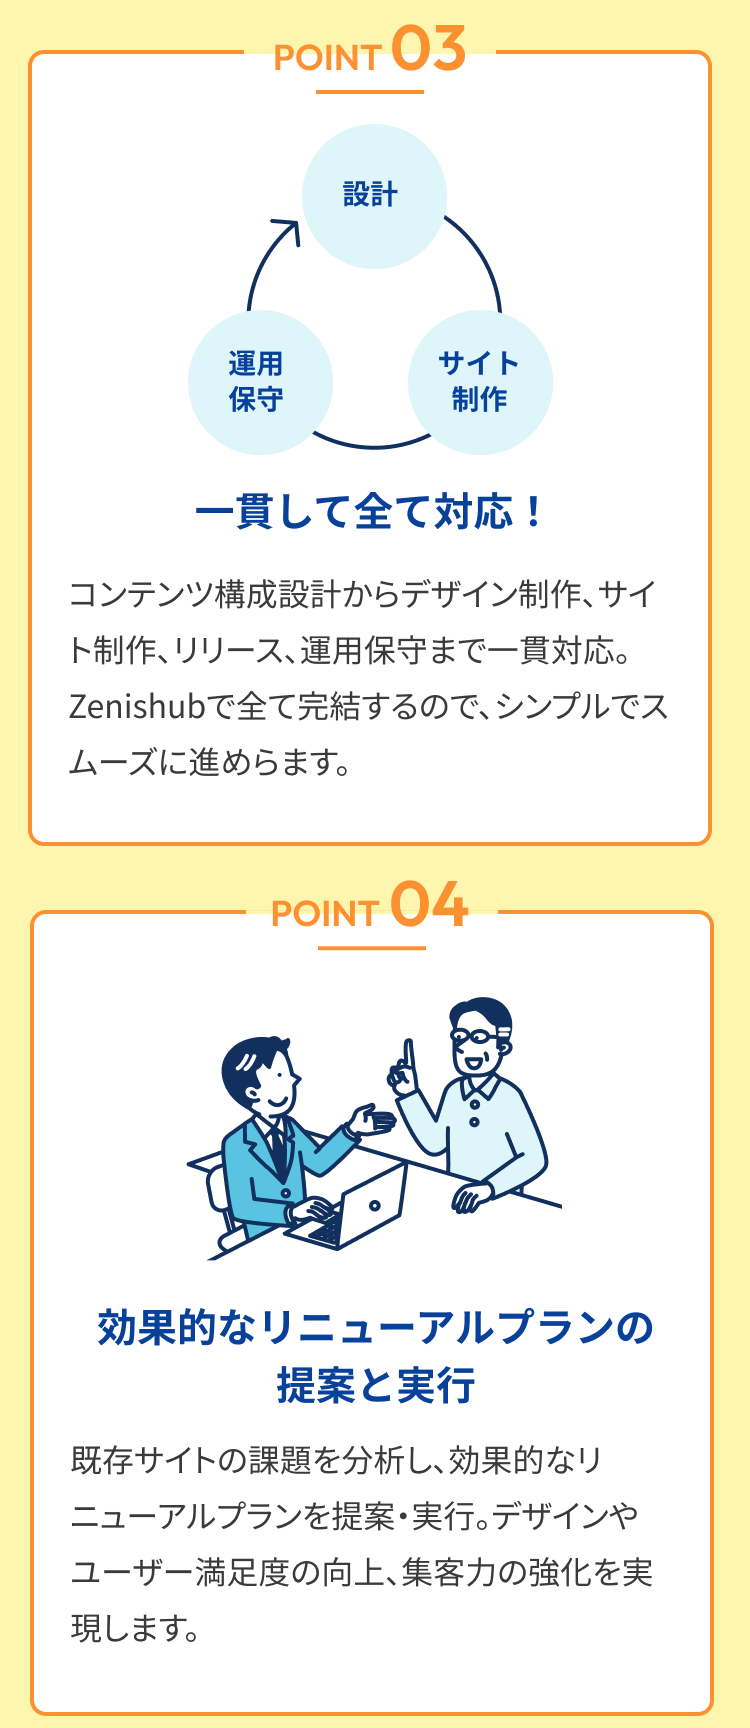 POINT 03
設計
運用
保守
サイト
制作
一貫して全て対応！
コンテンツ構成設計からデザイン制作、サイ
ト制作、リリース、運用保守まで一貫対応。
Zenishubで全て完結するので、シンプルでス
ムーズに進めらます。
POINT 04
効果的なリニューアルプランの
提案と実行
既存サイトの課題を分析し、効果的なリ
ニューアルプランを提案・実行。デザインや
ユーザー満足度の向上、集客力の強化を実
現します。